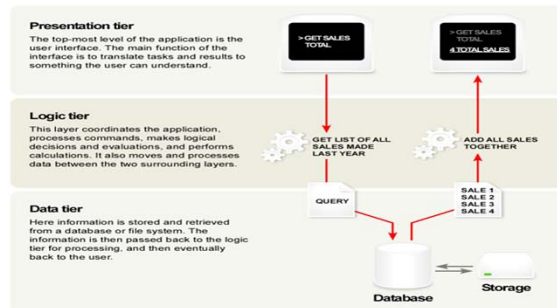 Presentation tier
The top-most level of the application is the
user interface. The main function of the
interface is to translate tasks and results to
something the user can understand.
> GET SALES
TOTAL
> GET SALES
TOTAL
4 TOTAL SALES
Logic tier
This layer coordinates the application,
processes commands, makes logical
decisions and evaluations, and performs
calculations. It also moves and processes
data between the two surrounding layers.
GET LIST OF ALL
SALES MADE
LAST YEAR
ADD ALL SALES
TOGETHER
Data tier
Here information is stored and retrieved
from a database or file system. The
information is then passed back to the logic
tier for processing, and then eventually
back to the user.
QUERY
SALE 1
SALE 2
SALE 3
SALE 4
Database
Storage